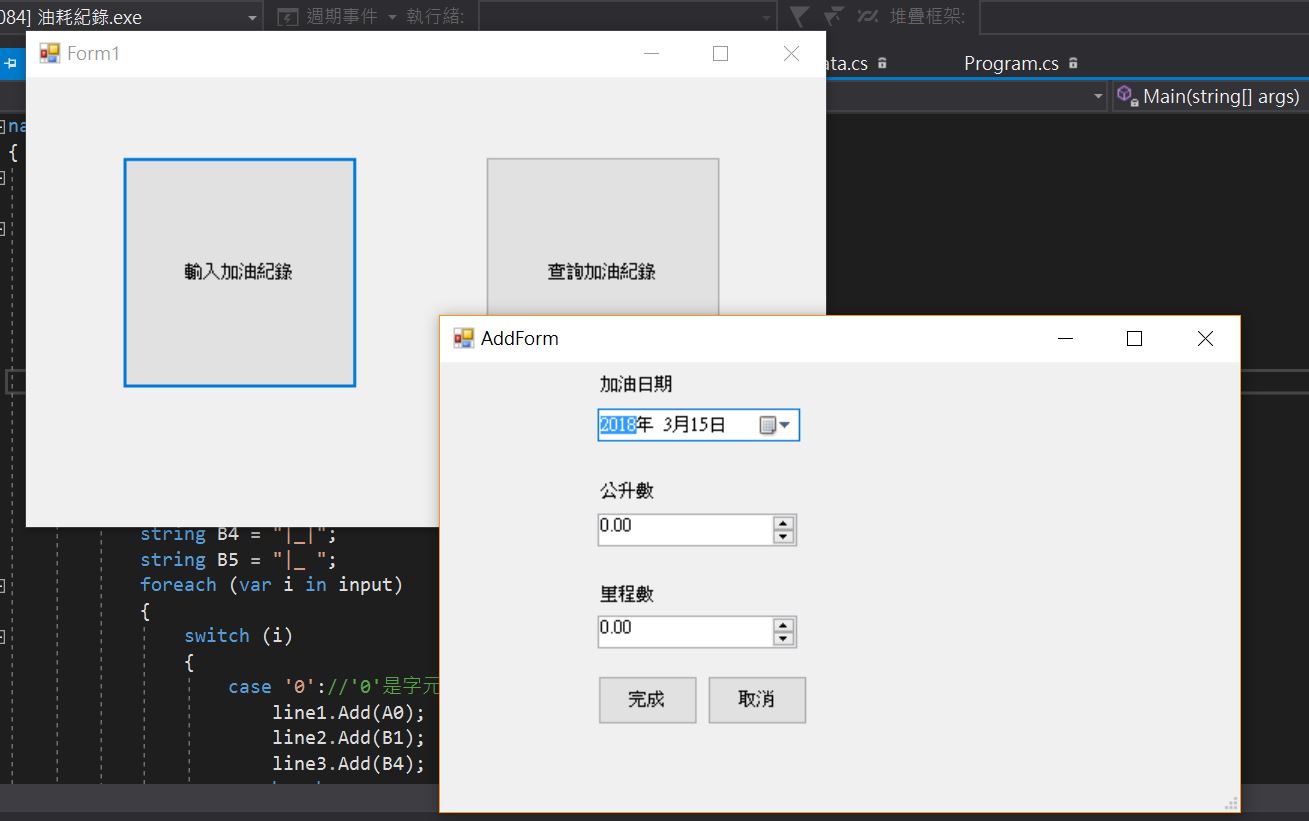 084] 油耗紀錄.exe
週期事件
執行緒:
堆疊框架:
Form1
ata.cs
Program.cs
Main(string[] args)
na
{
輸入加油紀錄
查詢加油紀錄
AddForm
加油日期
2018年 3月15日
公升數
0.00
里程數
0.00
完成
取消
string B4 = "|_|";
string B5 = "|_ ";
foreach (var i in input)
{
switch (i)
{
case '0'://'0'是字元
line1.Add(A0);
line2.Add(B1);
line3.Add(B4);